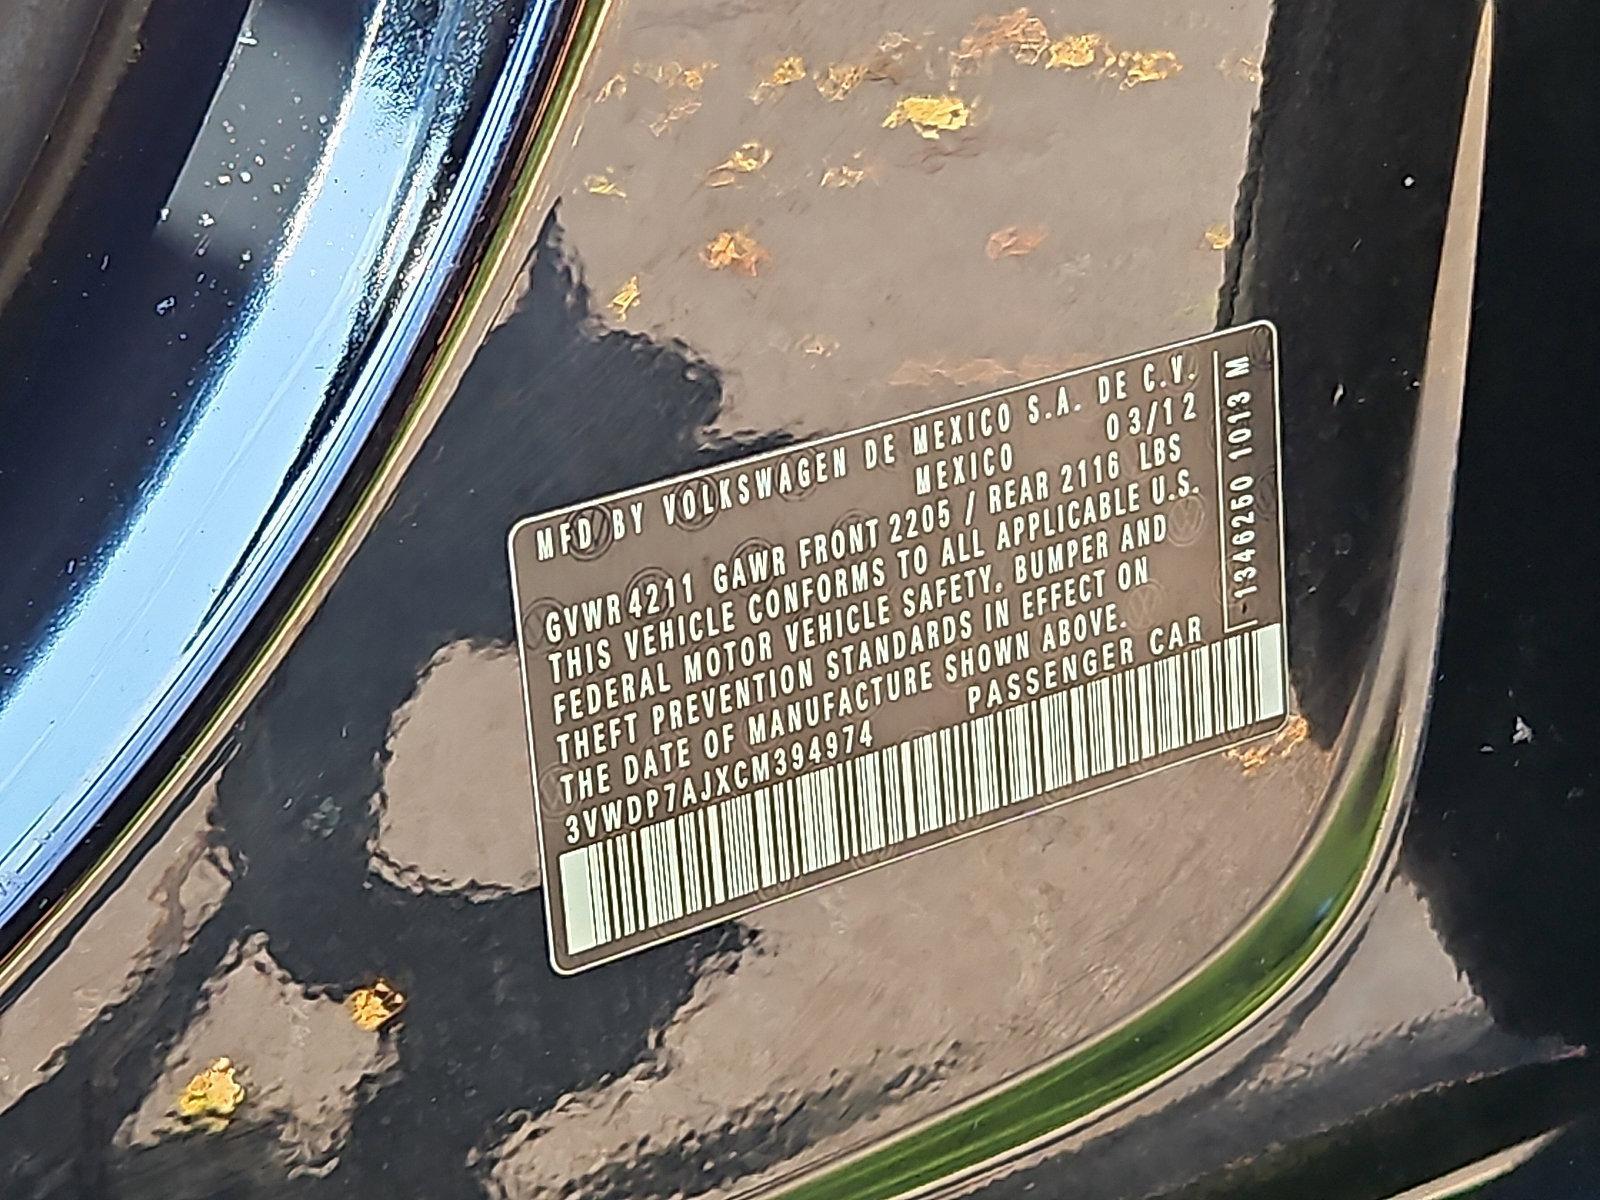 MFD BY VOLKSWAGEN DE MEXICO S.A. DE C.V.
MEXICO 03/12
GVWR 4211 GAWR FRONT 2205 / REAR 2116 LBS
THIS VEHICLE CONFORMS TO ALL APPLICABLE U.S.
FEDERAL MOTOR VEHICLE SAFETY, BUMPER AND
THEFT PREVENTION STANDARDS IN EFFECT ON
THE DATE OF MANUFACTURE SHOWN ABOVE.
3VWDP7AJXCM394974 PASSENGER CAR
-1346250 1013 M